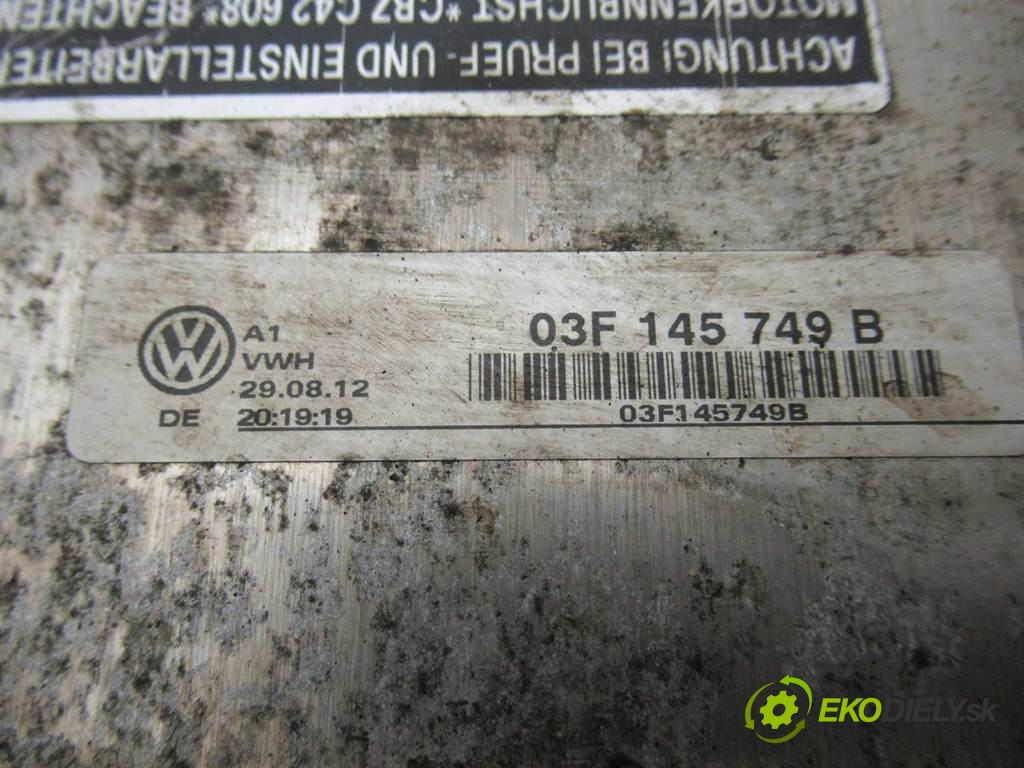 ACHTUNG! BEI PRUEF- UND EINSTELLARBEITEN
MOTORKENNBUCHST *CBZ C42 608* BEACHTEN
A1
VWH
29.08.12
DE 20:19:19
03F 145 749 B
03F145749B
EKODIELY.sk